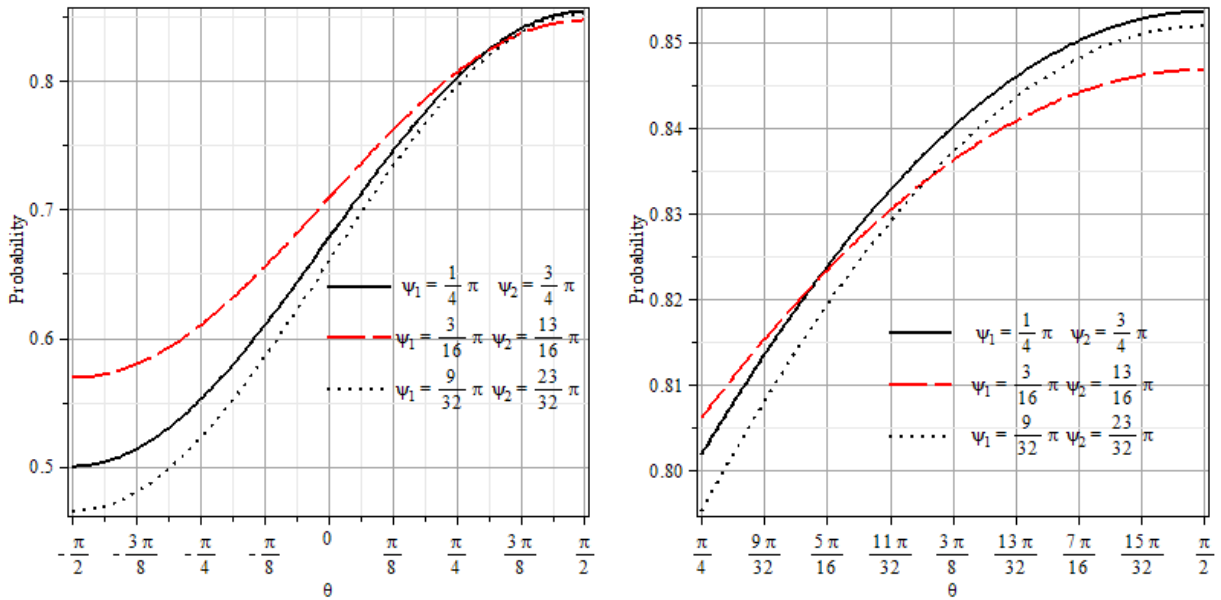 0.8
0.7
0.6
0.5
Probability
ψ₁ = 1/4 π ψ₂ = 3/4 π
ψ₁ = 3/16 π ψ₂ = 13/16 π
ψ₁ = 9/32 π ψ₂ = 23/32 π
-π/2 -3π/8 -π/4 -π/8 0 π/8 π/4 3π/8 π/2
θ
0.85
0.84
0.83
0.82
0.81
0.80
Probability
ψ₁ = 1/4 π ψ₂ = 3/4 π
ψ₁ = 3/16 π ψ₂ = 13/16 π
ψ₁ = 9/32 π ψ₂ = 23/32 π
π/4 9π/32 5π/16 11π/32 3π/8 13π/32 7π/16 15π/32 π/2
θ